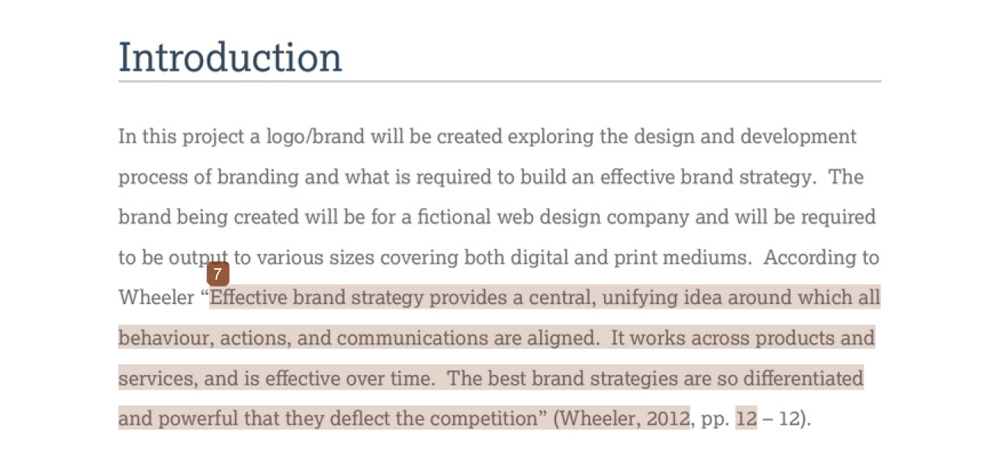 Introduction
In this project a logo/brand will be created exploring the design and development
process of branding and what is required to build an effective brand strategy.  The
brand being created will be for a fictional web design company and will be required
to be output to various sizes covering both digital and print mediums.  According to
7
Wheeler “Effective brand strategy provides a central, unifying idea around which all
behaviour, actions, and communications are aligned.  It works across products and
services, and is effective over time.  The best brand strategies are so differentiated
and powerful that they deflect the competition” (Wheeler, 2012, pp. 12 – 12).